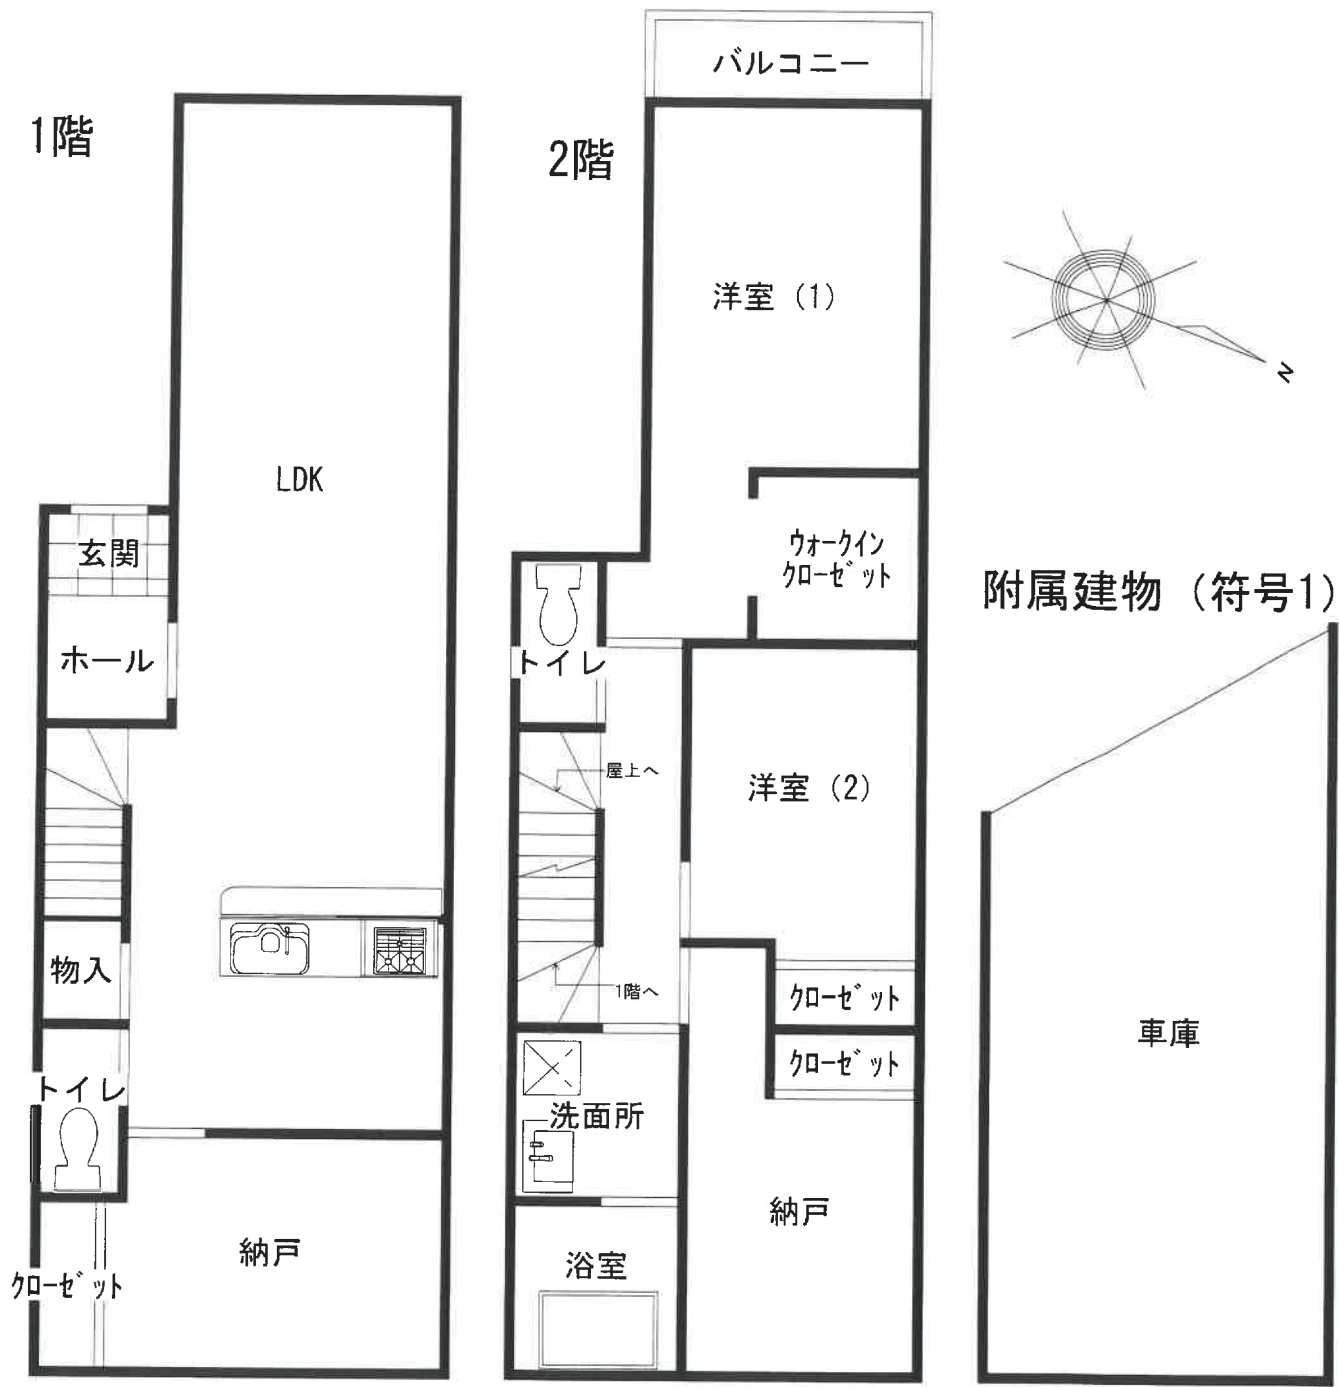 1階
LDK
玄関
ホール
物入
トイレ
納戸
クローゼット
2階
バルコニー
洋室（1）
ウォークイン
クローゼット
トイレ
屋上へ
洋室（2）
1階へ
クローゼット
クローゼット
洗面所
納戸
浴室
N
附属建物（符号1）
車庫